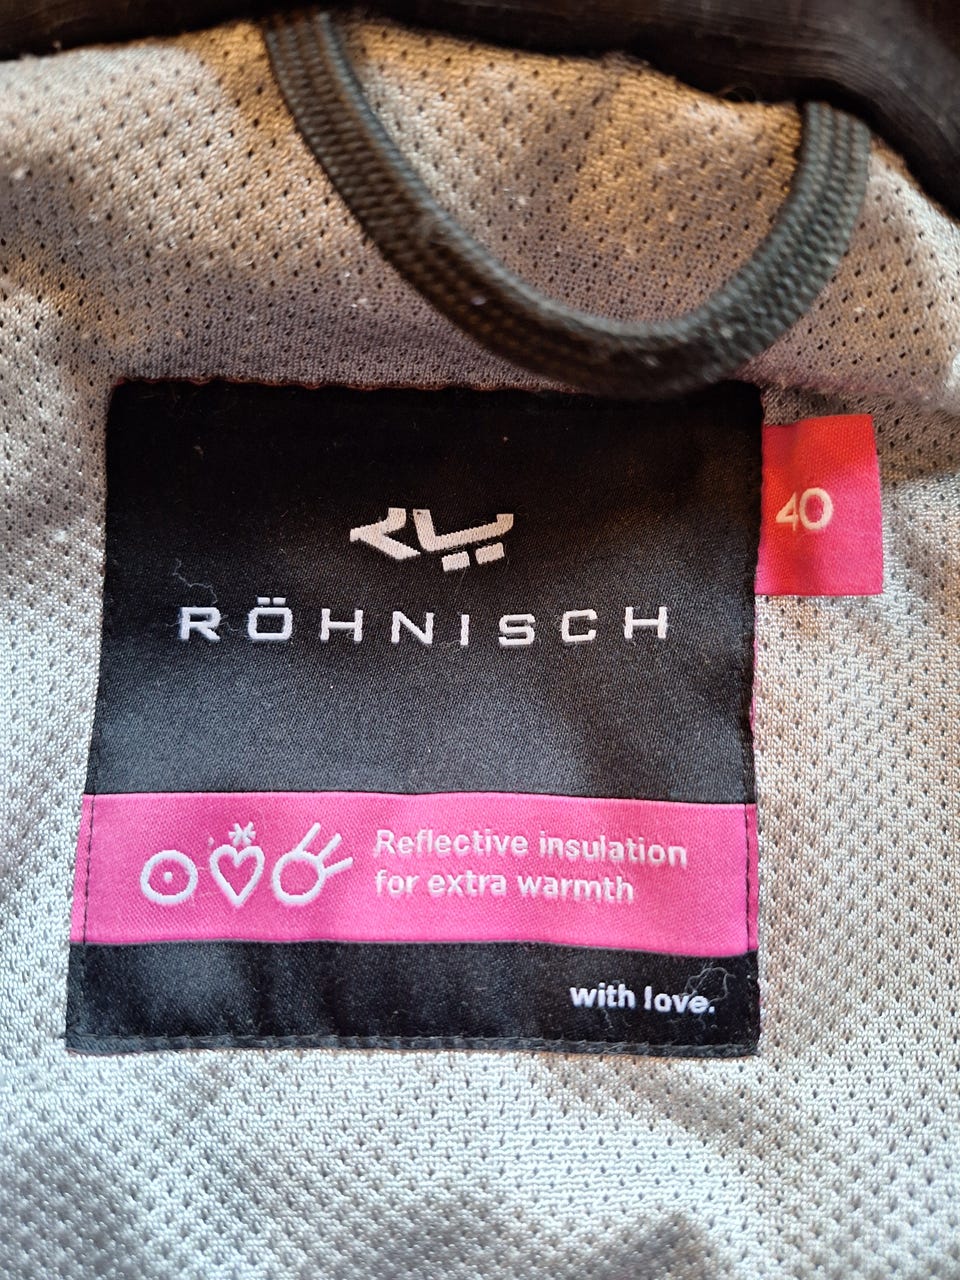 RÖHNISCH
40
Reflective insulation
for extra warmth
with love.